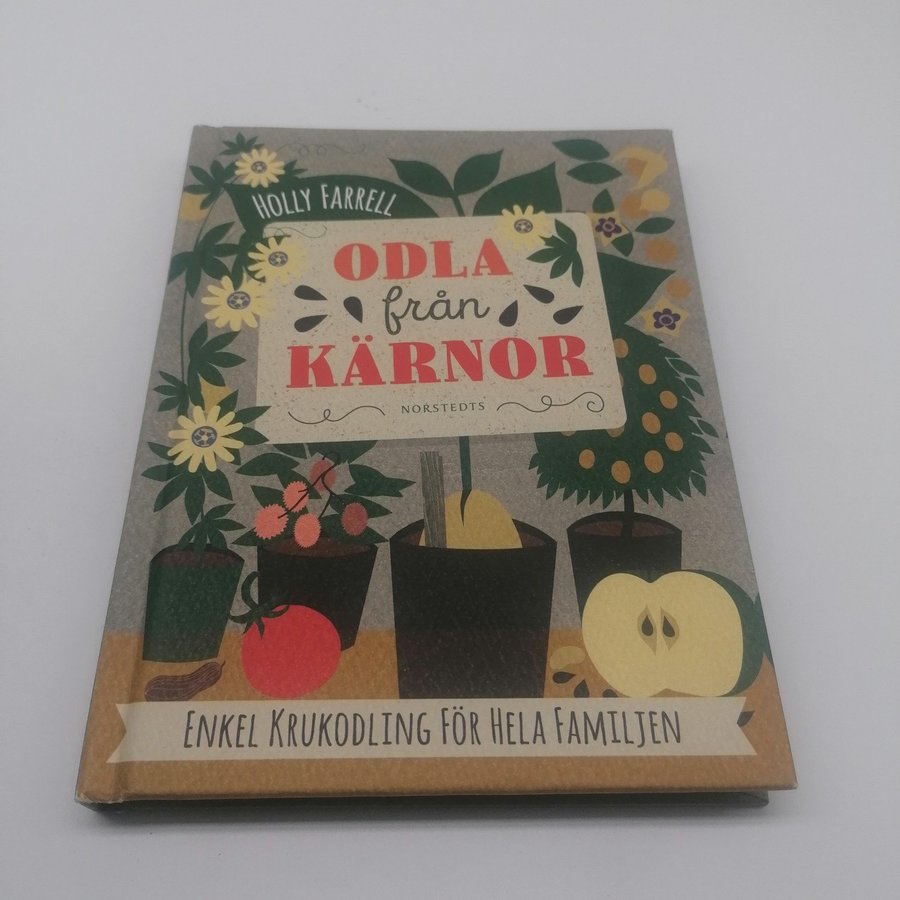 HOLLY FARRELL
ODLA
från
KÄRNOR
NORSTEDTS
ENKEL KRUKODLING FÖR HELA FAMILJEN